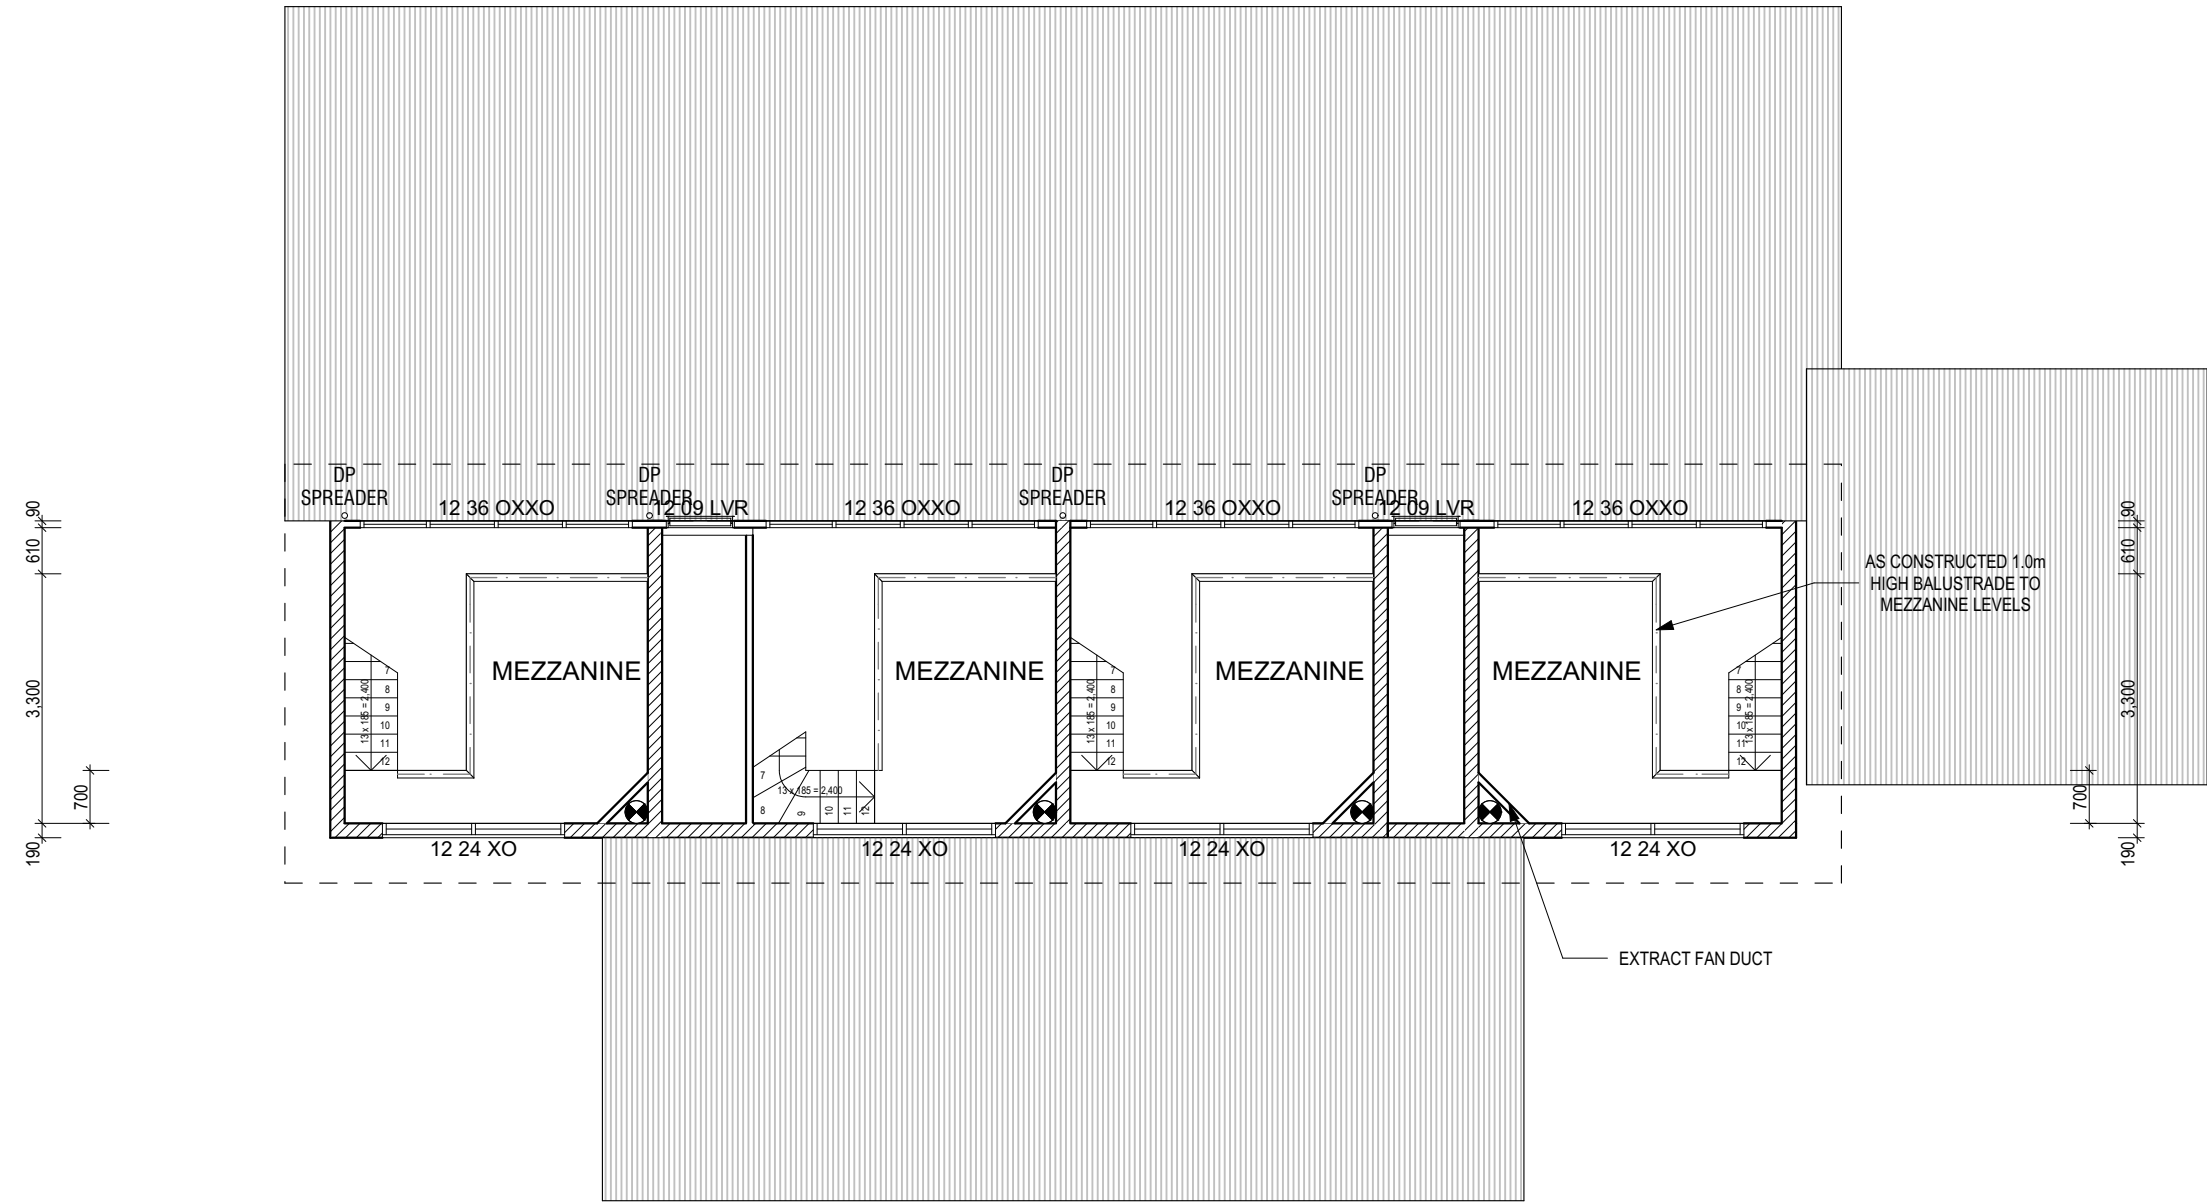 DP
SPREADER
DP
SPREADER
DP
SPREADER
DP
SPREADER
12 36 OXXO
12 09 LVR
12 36 OXXO
12 36 OXXO
12 09 LVR
12 36 OXXO
90
610
3,300
700
190
90
610
3,300
700
190
AS CONSTRUCTED 1.0m
HIGH BALUSTRADE TO
MEZZANINE LEVELS
MEZZANINE
MEZZANINE
MEZZANINE
MEZZANINE
7
8
9
10
11
12
13 x 185 = 2,400
7
8
9
10
11
12
13 x 185 = 2,400
7
8
9
10
11
12
13 x 185 = 2,400
7
8
9
10
11
12
13 x 185 = 2,400
12 24 XO
12 24 XO
12 24 XO
12 24 XO
EXTRACT FAN DUCT